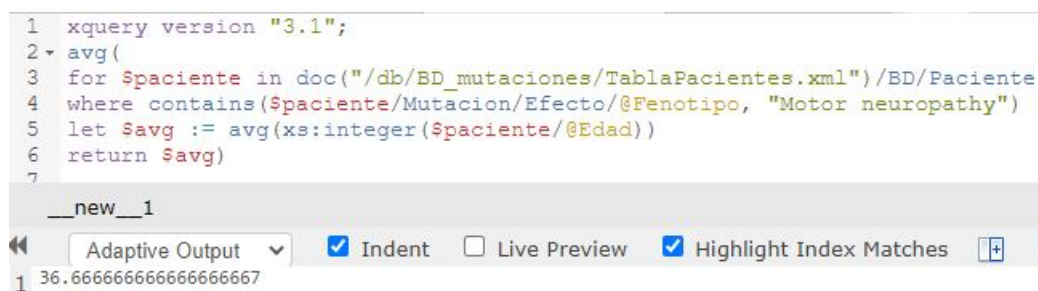 1 xquery version "3.1";
2 avg(
3 for $paciente in doc("/db/BD_mutaciones/TablaPacientes.xml")/BD/Paciente
4 where contains($paciente/Mutacion/Efecto/@Fenotipo, "Motor neuropathy")
5 let $avg := avg(xs:integer($paciente/@Edad))
6 return $avg)
7
__new__1
Adaptive Output Indent Live Preview Highlight Index Matches
1 36.666666666666666667